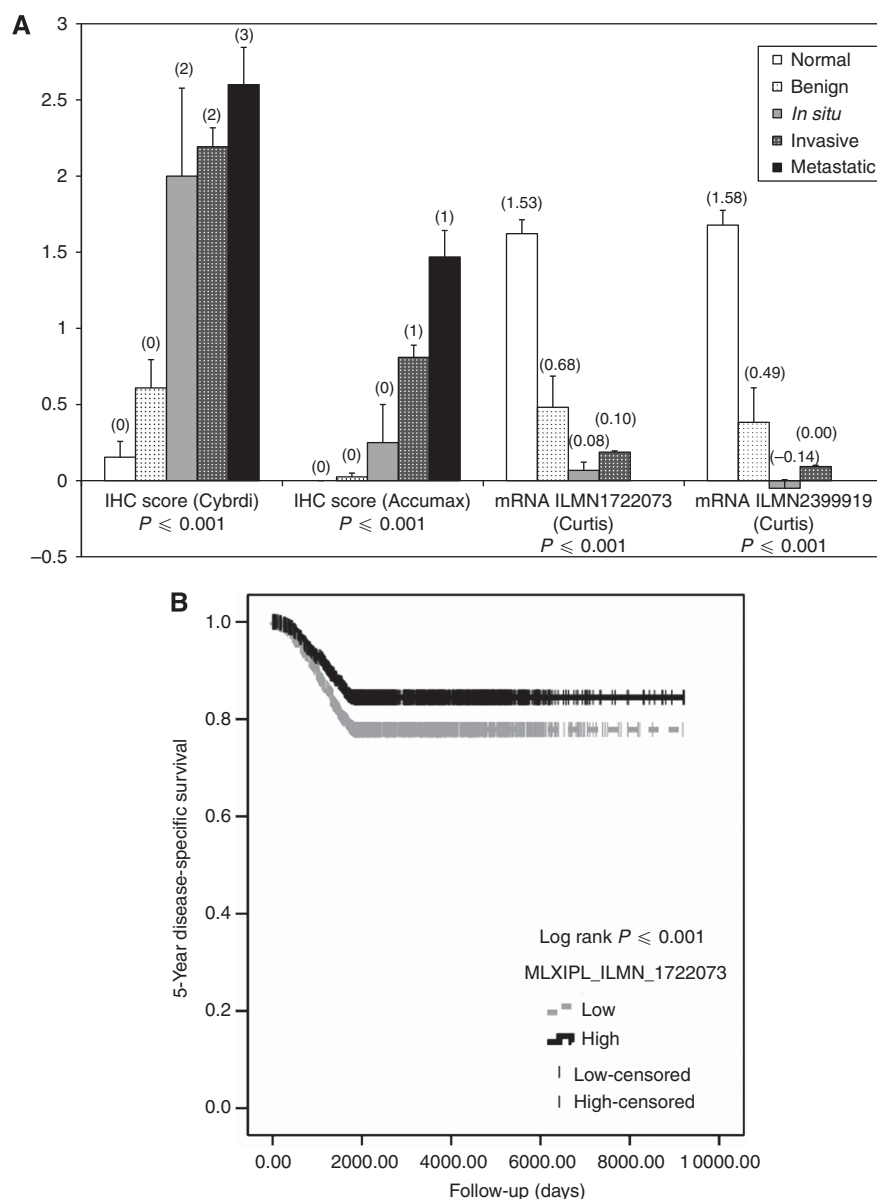 A
3
2.5
2
1.5
1
0.5
0
–0.5
(0)
(0)
(2)
(2)
(3)
(0)
(0)
(0)
(1)
(1)
(1.53)
(0.68)
(0.08)
(0.10)
(1.58)
(0.49)
(–0.14)
(0.00)
Normal
Benign
In situ
Invasive
Metastatic
IHC score (Cybrdi)
P ⩽ 0.001
IHC score (Accumax)
P ⩽ 0.001
mRNA ILMN1722073
(Curtis)
P ⩽ 0.001
mRNA ILMN2399919
(Curtis)
P ⩽ 0.001
B
5-Year disease-specific survival
1.0
0.8
0.6
0.4
0.2
0.0
Log rank P ⩽ 0.001
MLXIPL_ILMN_1722073
Low
High
Low-censored
High-censored
0.00 2000.00 4000.00 6000.00 8000.00 10000.00
Follow-up (days)